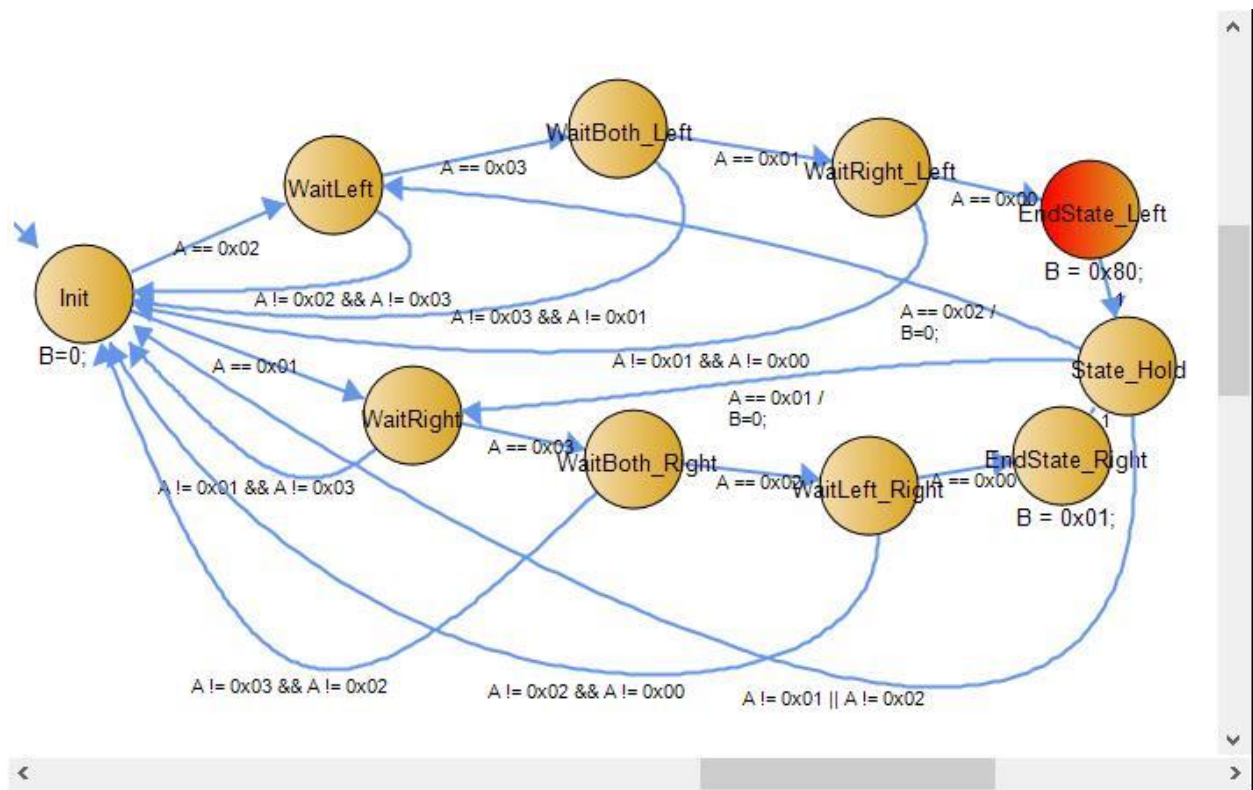 WaitBoth_Left
A == 0x01
A == 0x03
WaitRight_Left
WaitLeft
A == 0x00
EndState_Left
A == 0x02
B = 0x80;
Init
A != 0x02 && A != 0x03
1
A != 0x03 && A != 0x01
A == 0x02 /
B=0;
B=0;
A != 0x01 && A != 0x00
A == 0x01
State_Hold
A == 0x01 /
B=0;
WaitRight
1
A == 0x03
WaitBoth_Right
EndState_Right
A != 0x01 && A != 0x03
A == 0x02
WaitLeft_Right
A == 0x00
B = 0x01;
A != 0x03 && A != 0x02
A != 0x02 && A != 0x00
A != 0x01 || A != 0x02